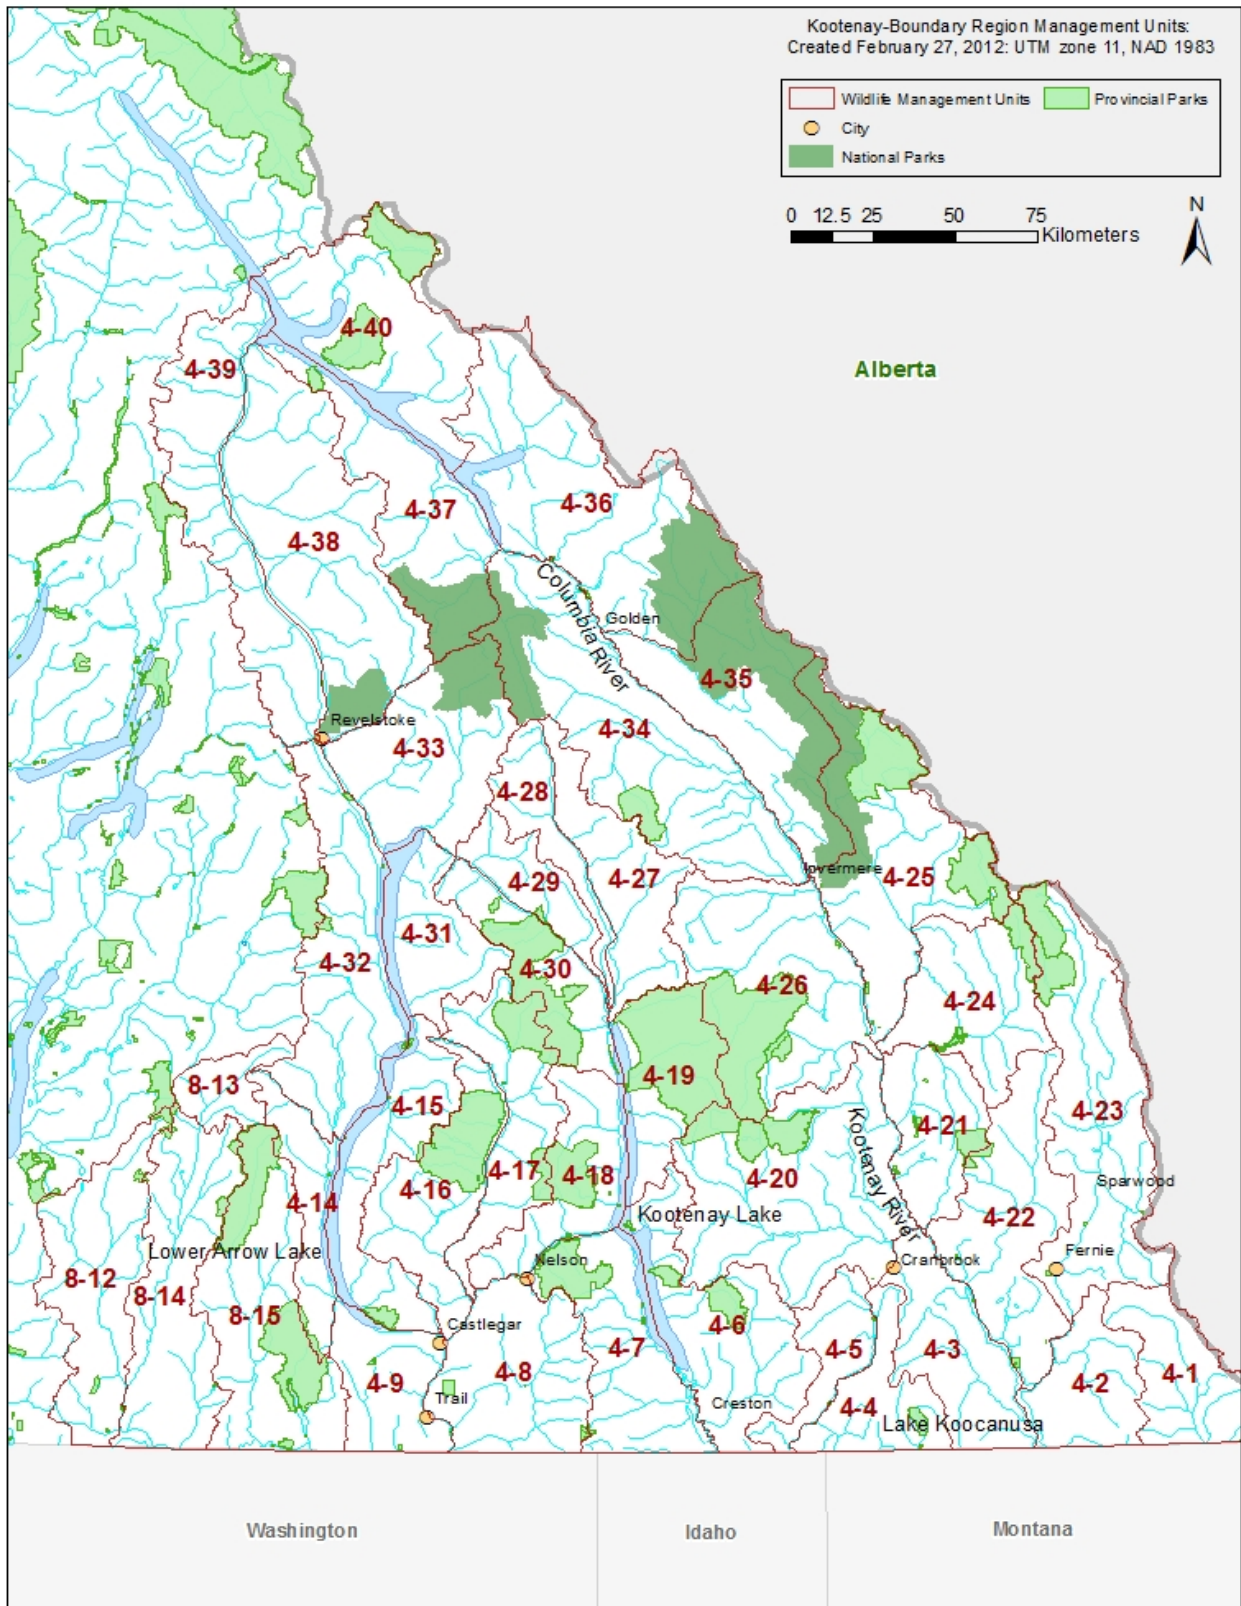 Kootenay-Boundary Region Management Units:
Created February 27, 2012: UTM zone 11, NAD 1983
Wildlife Management Units
Provincial Parks
City
National Parks
0 12.5 25 50 75
Kilometers
N
4-40
4-39
Alberta
4-36
4-37
4-38
Columbia River
Golden
4-35
Revelstoke
4-34
4-33
4-28
Invermere
4-29
4-27
4-25
4-31
4-32
4-30
4-26
4-24
4-19
8-13
4-15
4-23
4-21
Kootenay River
4-17
4-18
4-20
Sparwood
4-16
4-14
Kootenay Lake
4-22
Lower Arrow Lake
Fernie
Nelson
Cranbrook
8-12
8-14
8-15
Castlegar
4-6
4-7
4-5
4-3
4-8
4-9
4-2
4-1
Trail
Creston
4-4
Lake Koocanusa
Washington
Idaho
Montana